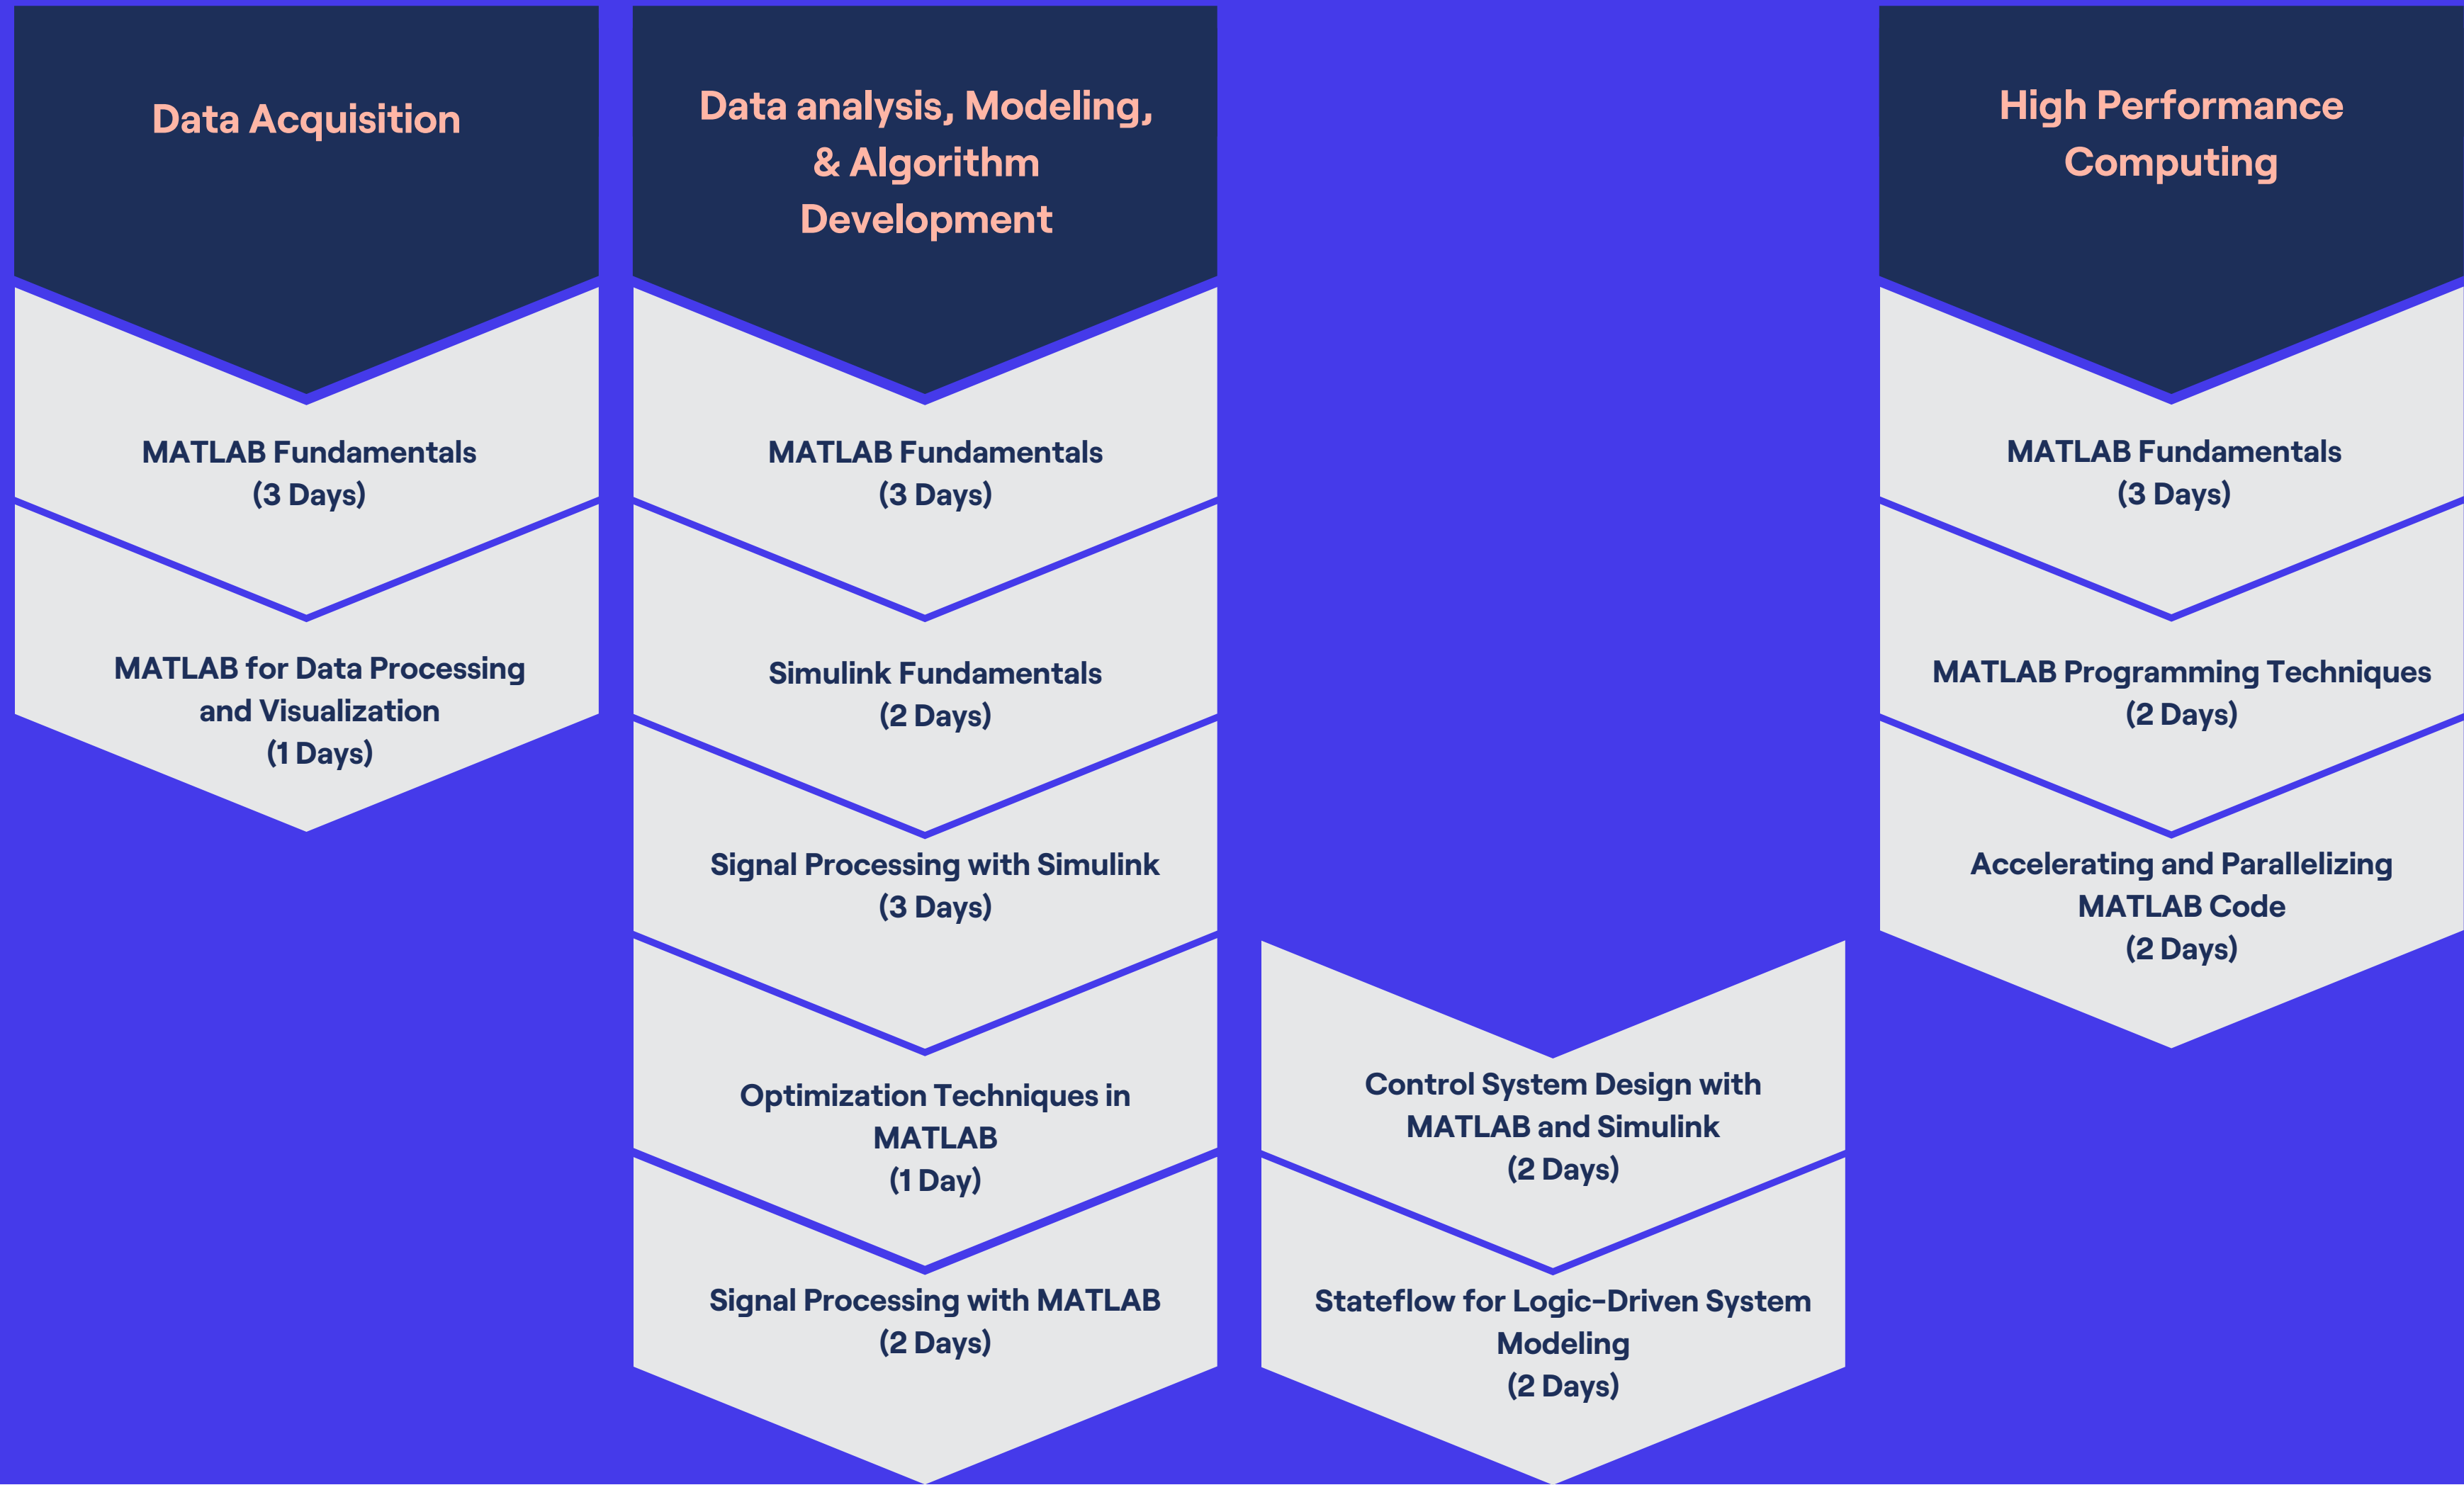 Data Acquisition
MATLAB Fundamentals
(3 Days)
MATLAB for Data Processing
and Visualization
(1 Days)
Data analysis, Modeling,
& Algorithm
Development
MATLAB Fundamentals
(3 Days)
Simulink Fundamentals
(2 Days)
Signal Processing with Simulink
(3 Days)
Optimization Techniques in
MATLAB
(1 Day)
Signal Processing with MATLAB
(2 Days)
Control System Design with
MATLAB and Simulink
(2 Days)
Stateflow for Logic-Driven System
Modeling
(2 Days)
High Performance
Computing
MATLAB Fundamentals
(3 Days)
MATLAB Programming Techniques
(2 Days)
Accelerating and Parallelizing
MATLAB Code
(2 Days)